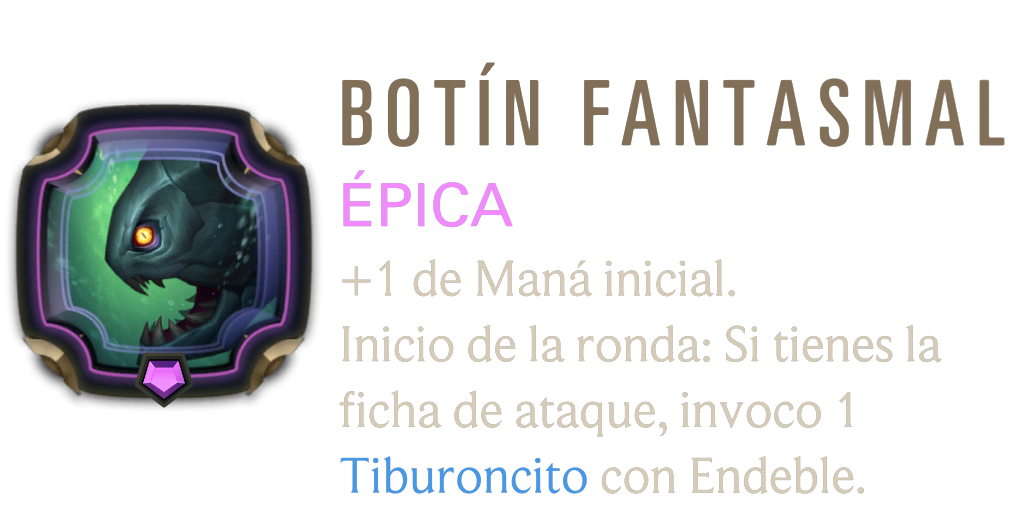 BOTÍN FANTASMAL
ÉPICA
+1 de Maná inicial.
Inicio de la ronda: Si tienes la
ficha de ataque, invoco 1
Tiburoncito con Endeble.